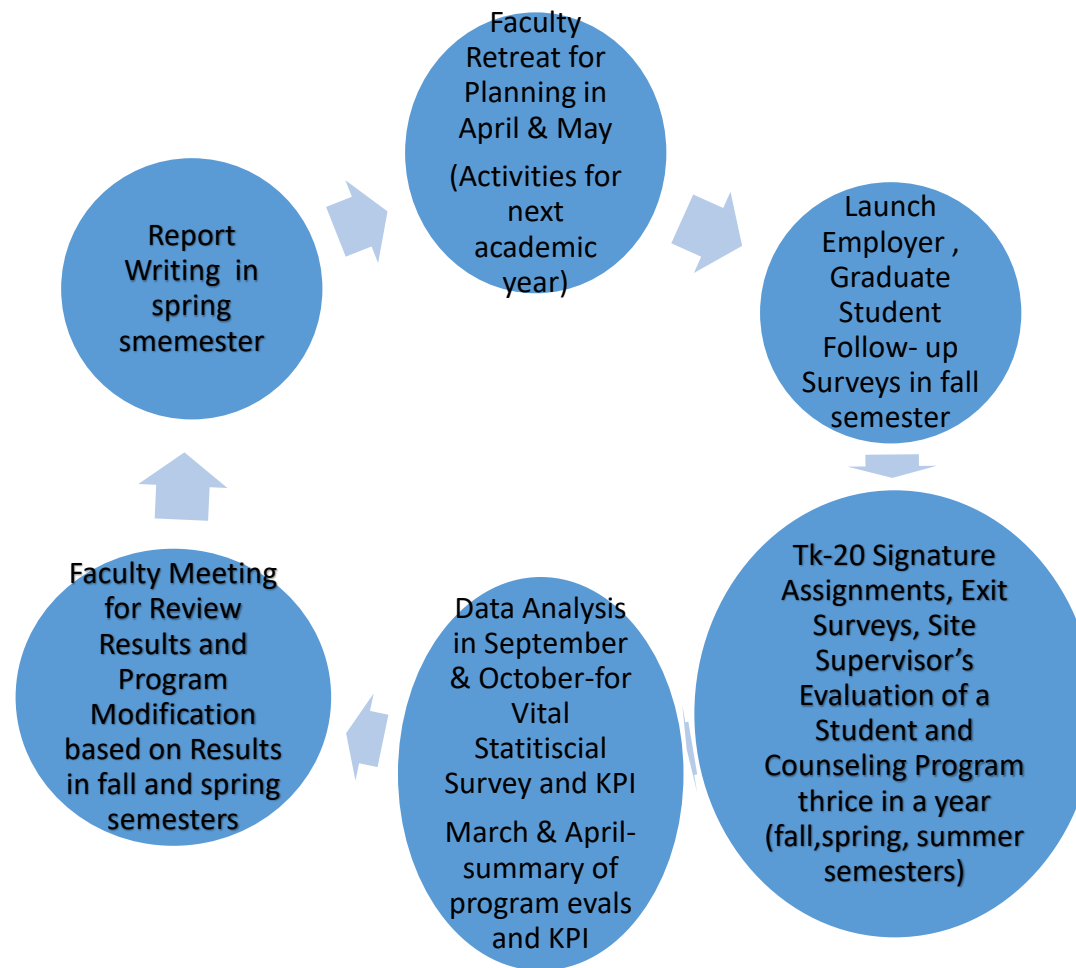 Faculty
Retreat for
Planning in
April & May
(Activities for
next
academic
year)
Launch
Employer ,
Graduate
Student
Follow- up
Surveys in fall
semester
Tk-20 Signature
Assignments, Exit
Surveys, Site
Supervisor’s
Evaluation of a
Student and
Counseling Program
thrice in a year
(fall,spring, summer
semesters)
Data Analysis
in September
& October-for
Vital
Statitiscial
Survey and KPI
March & April-
summary of
program evals
and KPI
Faculty Meeting
for Review
Results and
Program
Modification
based on Results
in fall and spring
semesters
Report
Writing in
spring
smemester